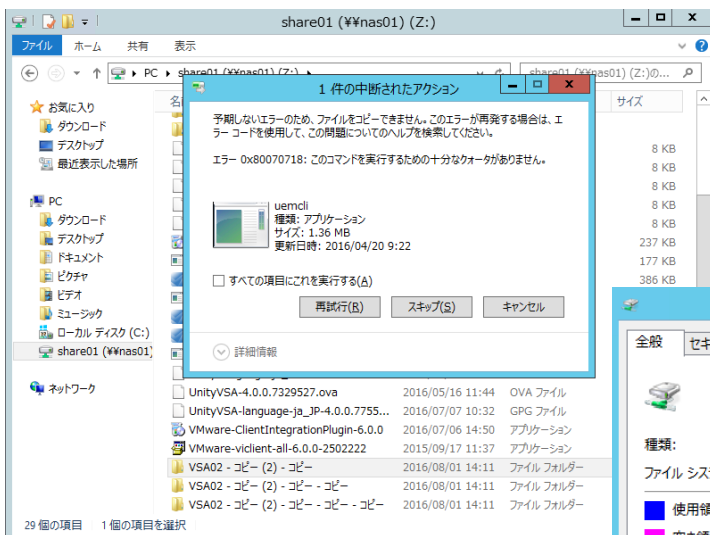 share01 (¥¥nas01) (Z:)
ファイル ホーム 共有 表示
PC ▸ share01 (¥¥nas01) (Z:) ▸
share01 (¥¥nas01) (Z:)の...
お気に入り
ダウンロード
デスクトップ
最近表示した場所
PC
ダウンロード
デスクトップ
ドキュメント
ピクチャ
ビデオ
ミュージック
ローカル ディスク (C:)
share01 (¥¥nas01)
ネットワーク
サイズ
8 KB
8 KB
8 KB
8 KB
8 KB
237 KB
177 KB
386 KB
1 件の中断されたアクション
予期しないエラーのため、ファイルをコピーできません。このエラーが再発する場合は、エ
ラー コードを使用して、この問題についてのヘルプを検索してください。
エラー 0x80070718: このコマンドを実行するための十分なクォータがありません。
uemcli
種類: アプリケーション
サイズ: 1.36 MB
更新日時: 2016/04/20 9:22
すべての項目にこれを実行する(A)
再試行(R) スキップ(S) キャンセル
詳細情報
UnityVSA-4.0.0.7329527.ova 2016/05/16 11:44 OVA ファイル
UnityVSA-language-ja_JP-4.0.0.7755... 2016/07/07 10:32 GPG ファイル
VMware-ClientIntegrationPlugin-6.0.0 2016/07/06 14:50 アプリケーション
VMware-viclient-all-6.0.0-2502222 2015/09/17 11:37 アプリケーション
VSA02 - コピー (2) - コピー 2016/08/01 14:11 ファイル フォルダー
VSA02 - コピー (2) - コピー - コピー 2016/08/01 14:11 ファイル フォルダー
VSA02 - コピー (2) - コピー - コピー - コピー 2016/08/01 14:11 ファイル フォルダー
29 個の項目 1 個の項目を選択
全般 セキ
種類:
ファイル シス
使用領